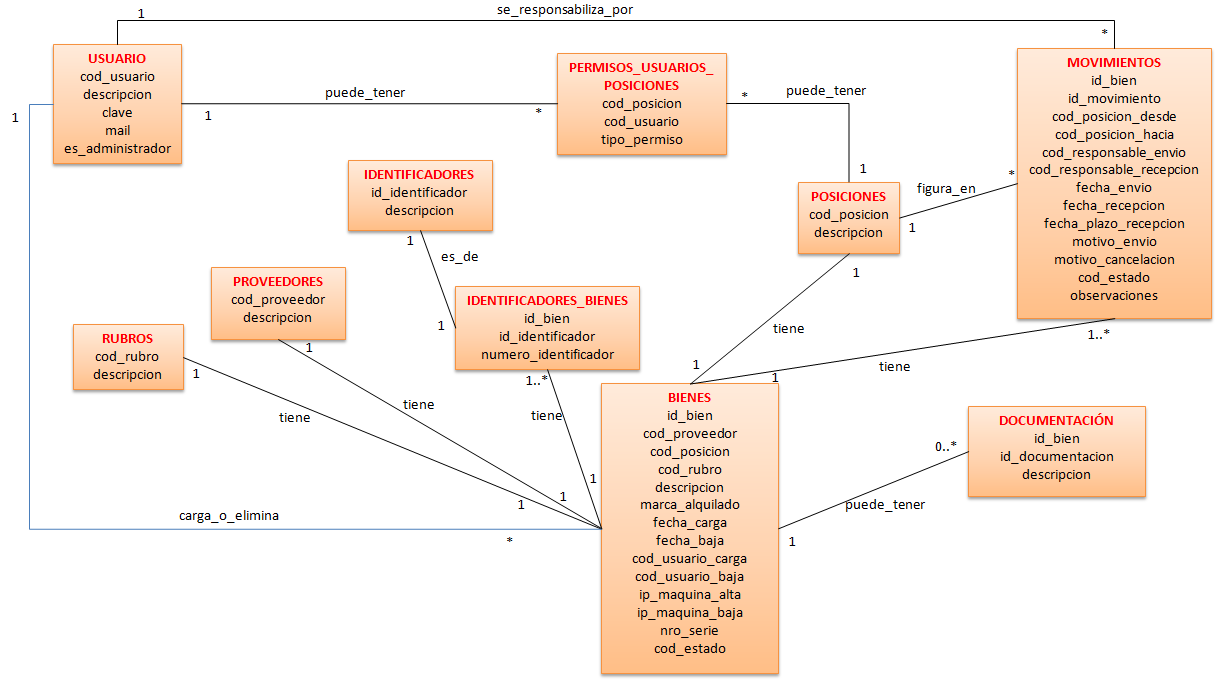 se_responsabiliza_por
1
*
USUARIO
cod_usuario
descripcion
clave
mail
es_administrador
1
puede_tener
1
*
PERMISOS_USUARIOS_
POSICIONES
cod_posicion
cod_usuario
tipo_permiso
*
puede_tener
1
MOVIMIENTOS
id_bien
id_movimiento
cod_posicion_desde
cod_posicion_hacia
cod_responsable_envio
cod_responsable_recepcion
fecha_envio
fecha_recepcion
fecha_plazo_recepcion
motivo_envio
motivo_cancelacion
cod_estado
observaciones
IDENTIFICADORES
id_identificador
descripcion
1
es_de
1
POSICIONES
cod_posicion
descripcion
figura_en
*
1
1
tiene
1
PROVEEDORES
cod_proveedor
descripcion
1
tiene
1
IDENTIFICADORES_BIENES
id_bien
id_identificador
numero_identificador
1..*
tiene
1
RUBROS
cod_rubro
descripcion
1
tiene
1
1..*
tiene
1
BIENES
id_bien
cod_proveedor
cod_posicion
cod_rubro
descripcion
marca_alquilado
fecha_carga
fecha_baja
cod_usuario_carga
cod_usuario_baja
ip_maquina_alta
ip_maquina_baja
nro_serie
cod_estado
DOCUMENTACIÓN
id_bien
id_documentacion
descripcion
0..*
puede_tener
1
carga_o_elimina
*